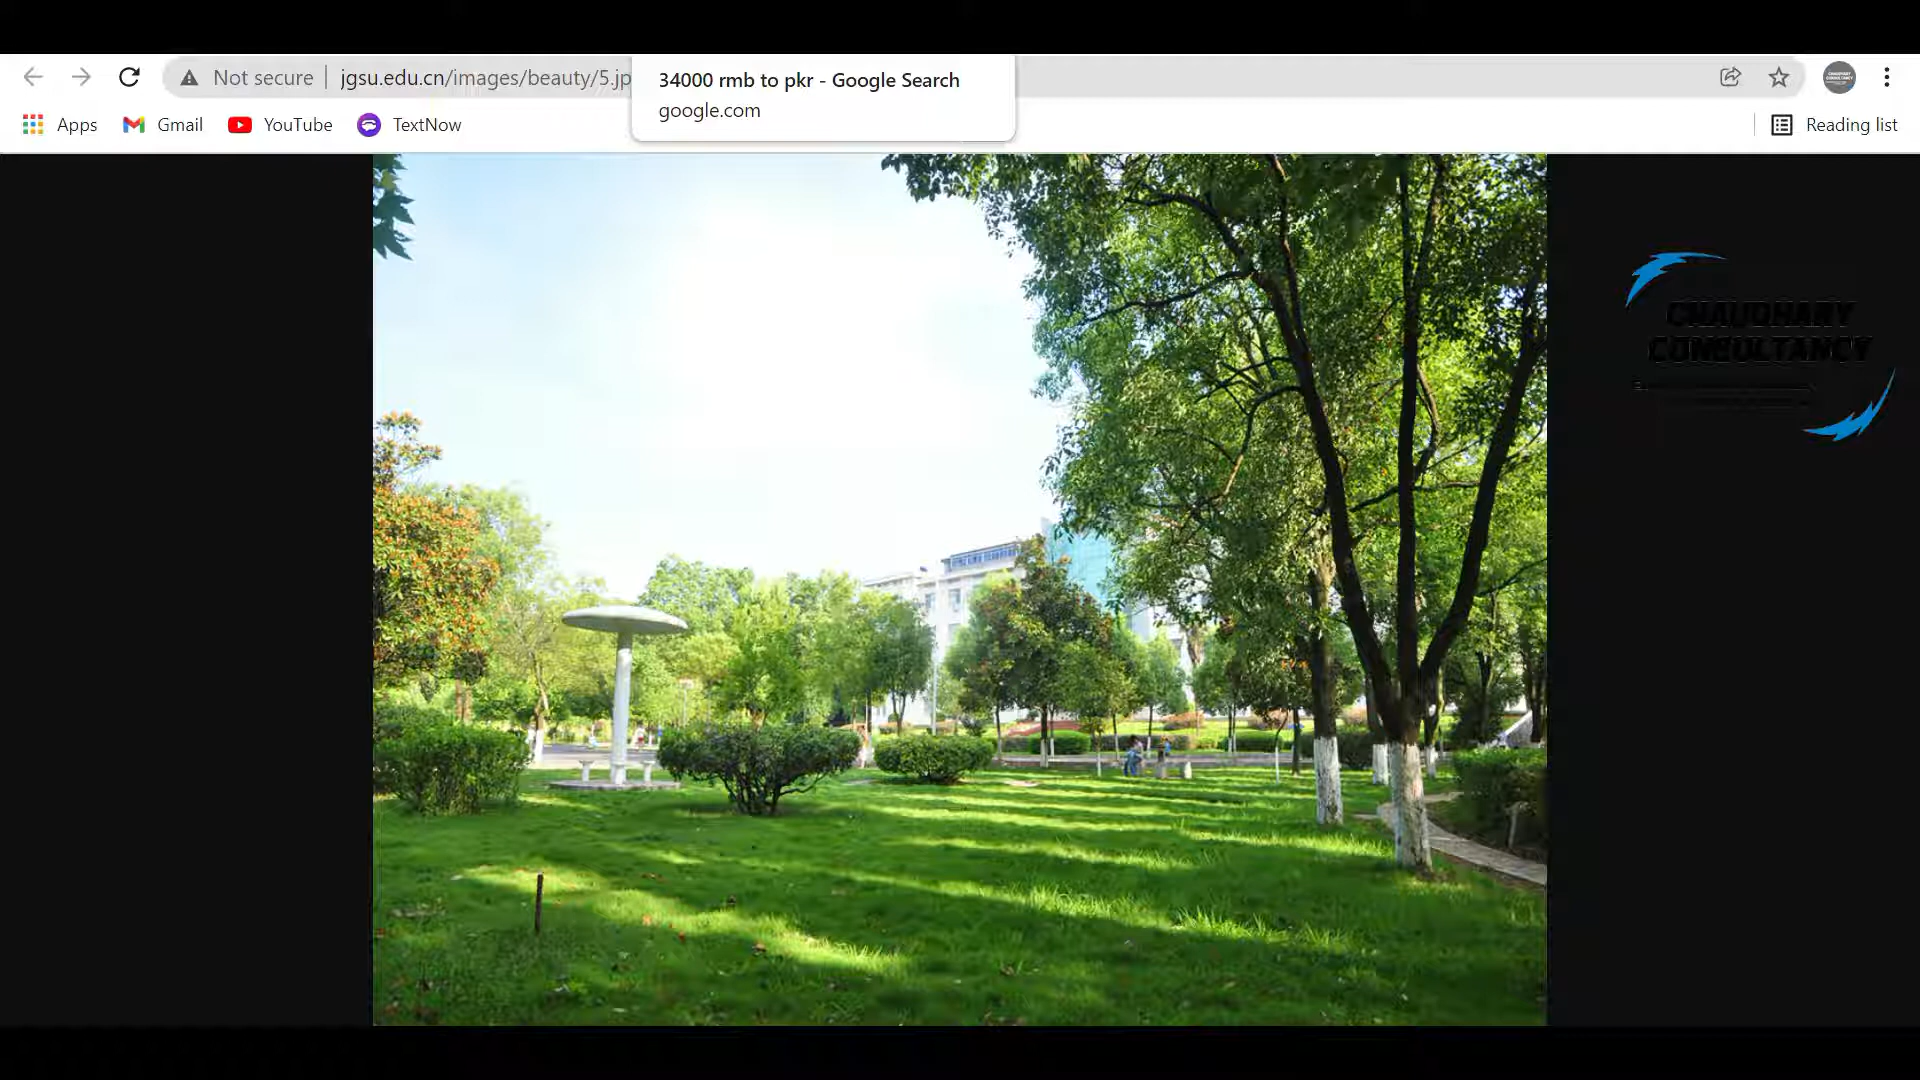 Not secure
jgsu.edu.cn/images/beauty/5.jp
34000 rmb to pkr - Google Search
google.com
Apps
Gmail
YouTube
TextNow
Reading list
CHAUDHARY
CONSULTANCY